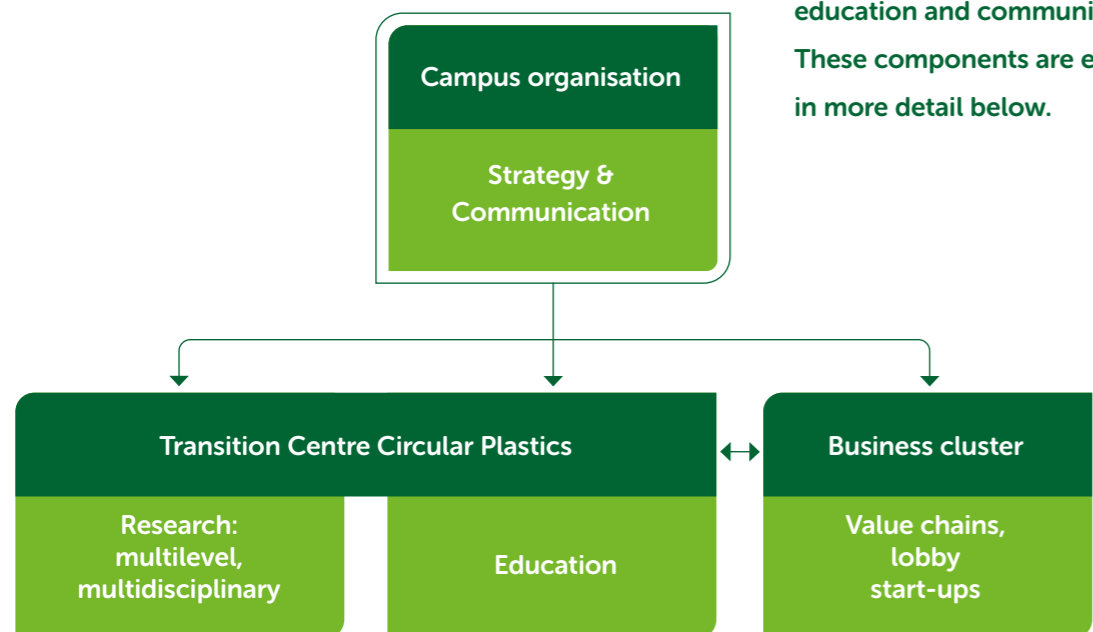 education and communi
These components are e
in more detail below.
Campus organisation
Strategy &
Communication
Transition Centre Circular Plastics
Business cluster
Research:
multilevel,
multidisciplinary
Education
Value chains,
lobby
start-ups